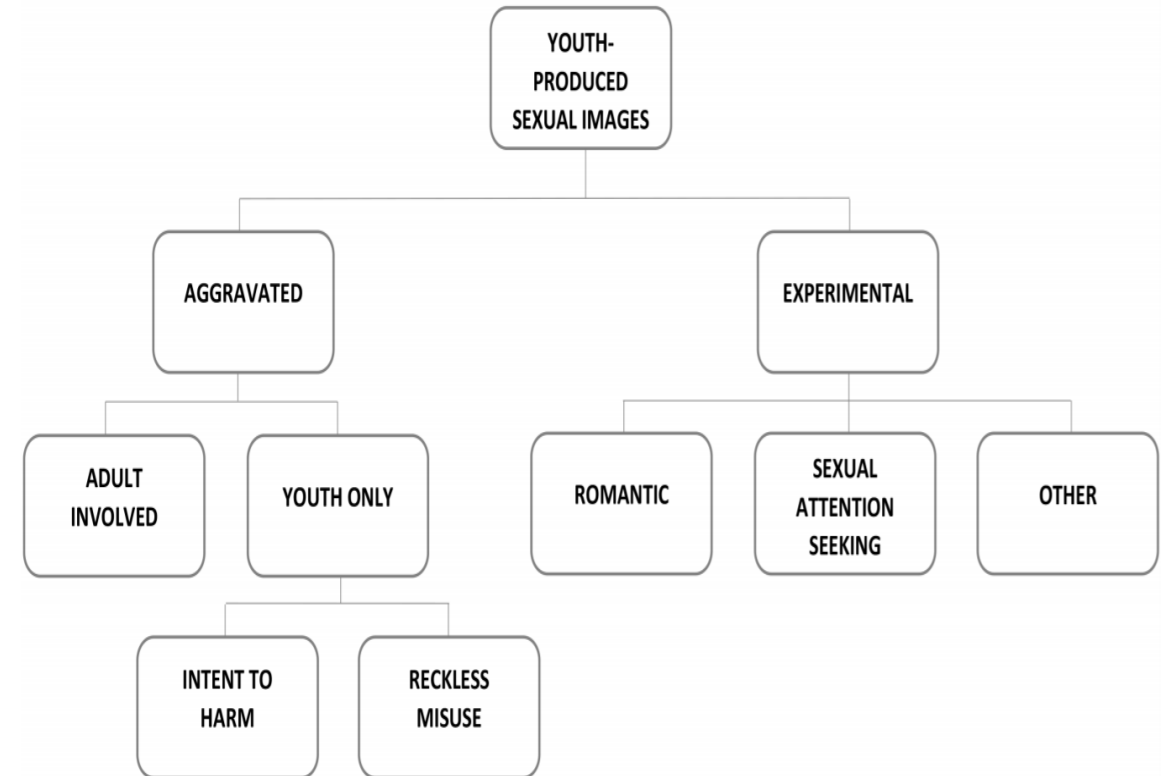 YOUTH-
PRODUCED
SEXUAL IMAGES
AGGRAVATED
EXPERIMENTAL
ADULT
INVOLVED
YOUTH ONLY
ROMANTIC
SEXUAL
ATTENTION
SEEKING
OTHER
INTENT TO
HARM
RECKLESS
MISUSE